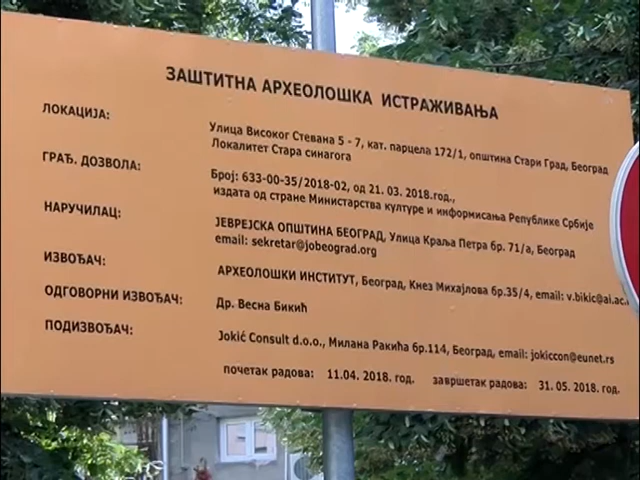 ЗАШТИТНА АРХЕОЛОШКА ИСТРАЖИВАЊА
ЛОКАЦИЈА: Улица Високог Стевана 5 - 7, кат. парцела 172/1, општина Стари Град, Београд
Локалитет Стара синагога
ГРАЂ. ДОЗВОЛА: Број: 633-00-35/2018-02, од 21. 03. 2018.год.,
издата од стране Министарства културе и информисања Републике Србије
НАРУЧИЛАЦ: ЈЕВРЕЈСКА ОПШТИНА БЕОГРАД, Улица Краља Петра бр. 71/а, Београд
email: sekretar@jobeograd.org
ИЗВОЂАЧ: АРХЕОЛОШКИ ИНСТИТУТ, Београд, Кнез Михајлова бр.35/4, email: v.bikic@ai.ac.
ОДГОВОРНИ ИЗВОЂАЧ: Др. Весна Бикић
ПОДИЗВОЂАЧ: Jokić Consult d.o.o., Милана Ракића бр.114, Београд, email: jokiccon@eunet.rs
почетак радова: 11.04. 2018 год. завршетак радова: 31. 05. 2018. год,